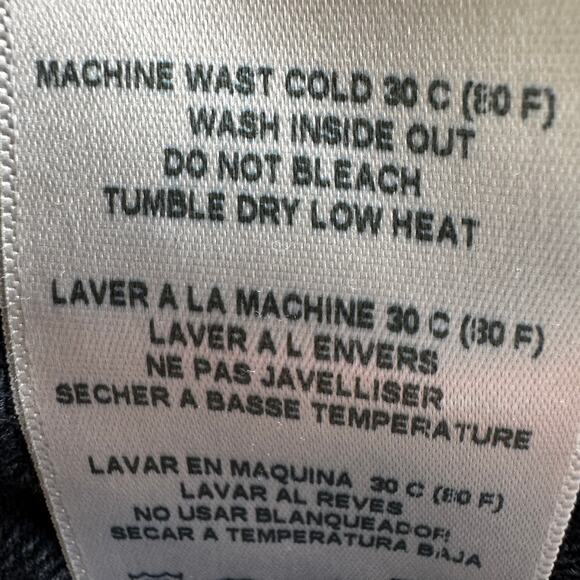 MACHINE WAST COLD 30 C (80 F)
WASH INSIDE OUT
DO NOT BLEACH
TUMBLE DRY LOW HEAT
LAVER A LA MACHINE 30 C (80 F)
LAVER A L ENVERS
NE PAS JAVELLISER
SECHER A BASSE TEMPERATURE
LAVAR EN MAQUINA 30 C (80 F)
LAVAR AL REVES
NO USAR BLANQUEADOR
SECAR A TEMPERATURA BAJA